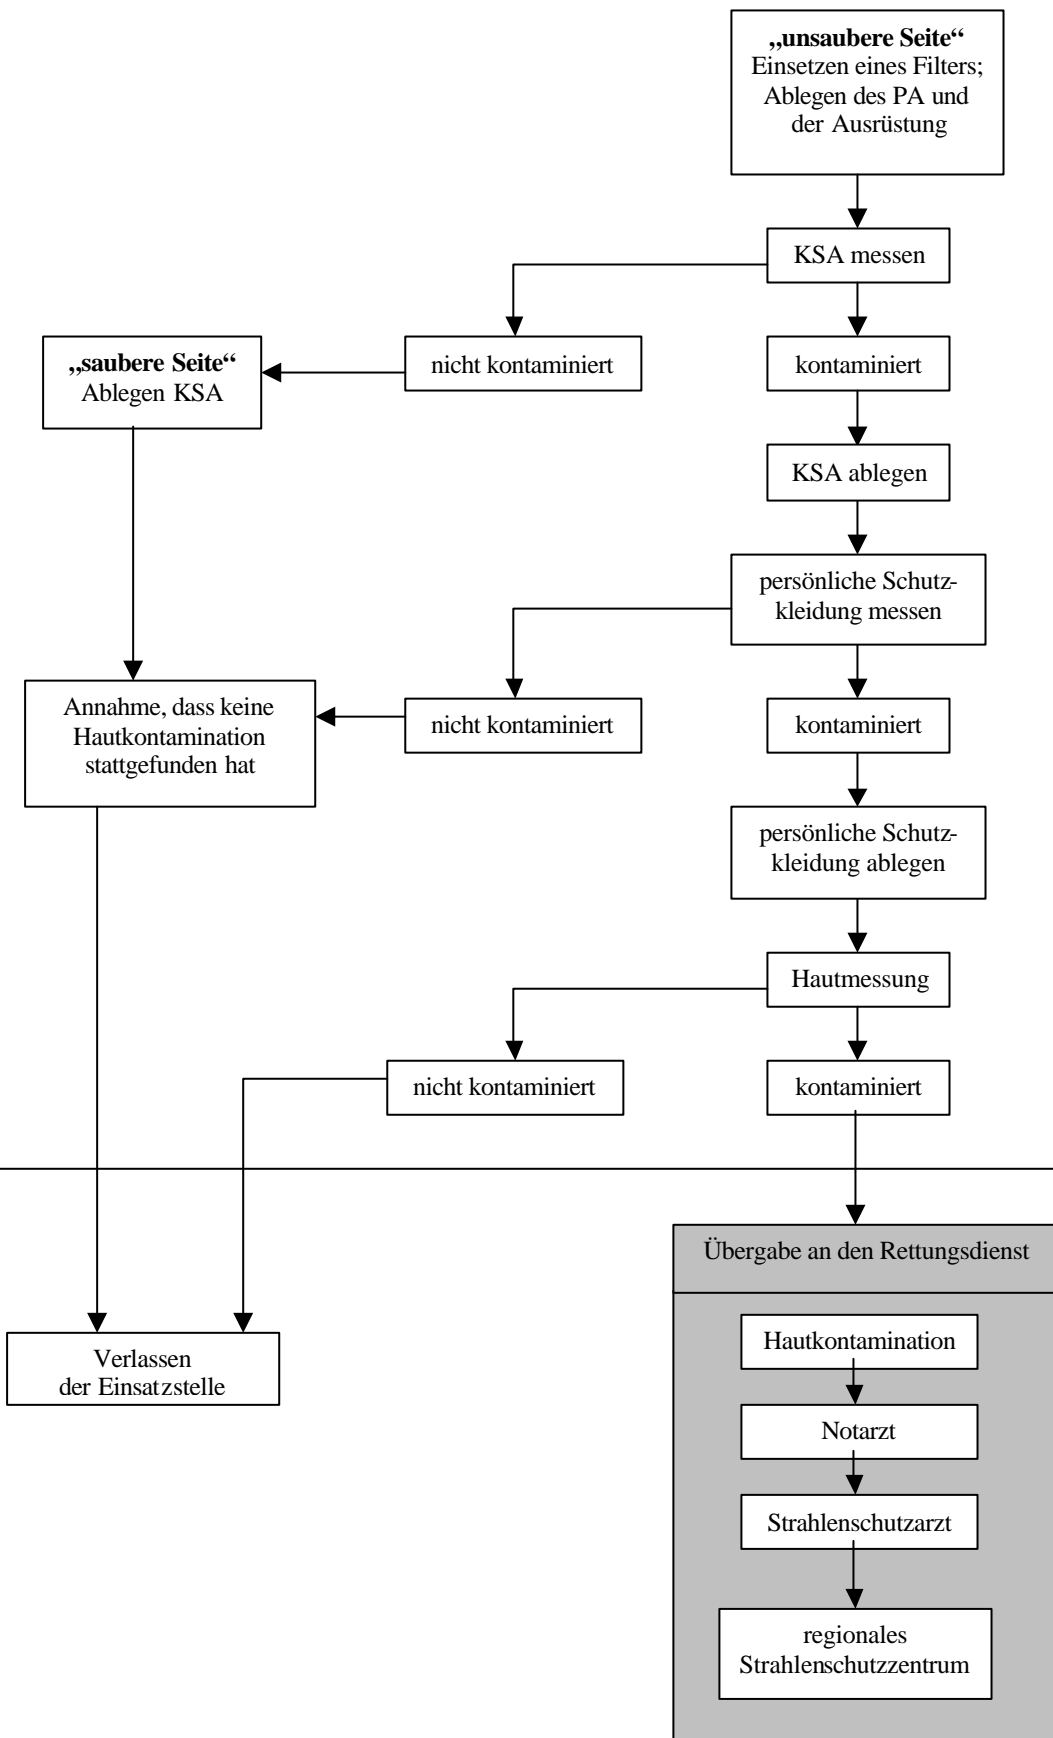 „unsaubere Seite“
Einsetzen eines Filters;
Ablegen des PA und
der Ausrüstung
KSA messen
nicht kontaminiert
kontaminiert
„saubere Seite“
Ablegen KSA
KSA ablegen
persönliche Schutz-
kleidung messen
Annahme, dass keine
Hautkontamination
stattgefunden hat
nicht kontaminiert
kontaminiert
persönliche Schutz-
kleidung ablegen
Hautmessung
nicht kontaminiert
kontaminiert
Übergabe an den Rettungsdienst
Verlassen
der Einsatzstelle
Hautkontamination
Notarzt
Strahlenschutzarzt
regionales
Strahlenschutzzentrum